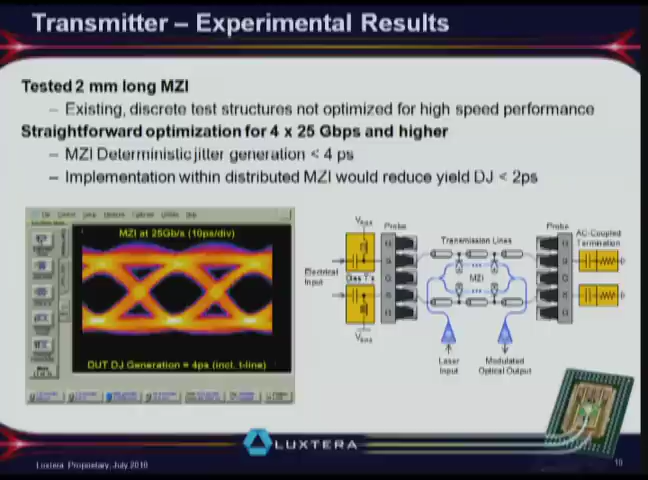 Transmitter – Experimental Results
Tested 2 mm long MZI
– Existing, discrete test structures not optimized for high speed performance
Straightforward optimization for 4 x 25 Gbps and higher
– MZI Deterministic jitter generation < 4 ps
– Implementation within distributed MZI would reduce yield DJ < 2ps
MZI at 25Gb/s (10ps/div)
DUT DJ Generation = 4ps (incl. t-line)
Probe
Transmission Lines
Probe
AC-Coupled
Termination
Electrical
Input
Bias T's
MZI
Laser
Input
Modulated
Optical Output
LUXTERA
Luxtera Proprietary, July 2010